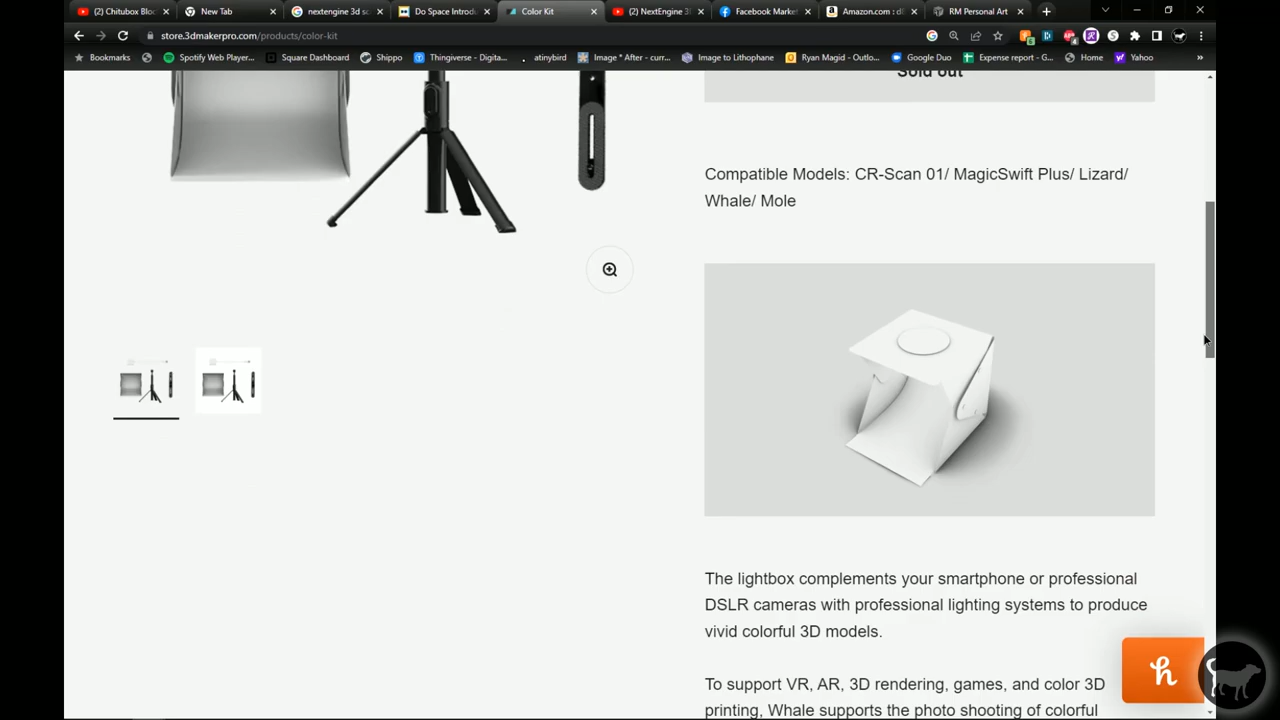 (2) Chitubox Blo
New Tab
nextengine 3d sc
Do Space Introd
Color Kit
(2) NextEngine 3
Facebook Market
Amazon.com : d
RM Personal Art
store.3dmakerpro.com/products/color-kit
Bookmarks
Spotify Web Player...
Square Dashboard
Shippo
Thingiverse - Digita...
atinybird
Image * After - curr...
Image to Lithophane
Ryan Magid - Outlo...
Google Duo
Expense report - G...
Home
Yahoo
»
Sold out
Compatible Models: CR-Scan 01/ MagicSwift Plus/ Lizard/
Whale/ Mole
The lightbox complements your smartphone or professional
DSLR cameras with professional lighting systems to produce
vivid colorful 3D models.
To support VR, AR, 3D rendering, games, and color 3D
printing, Whale supports the photo shooting of colorful